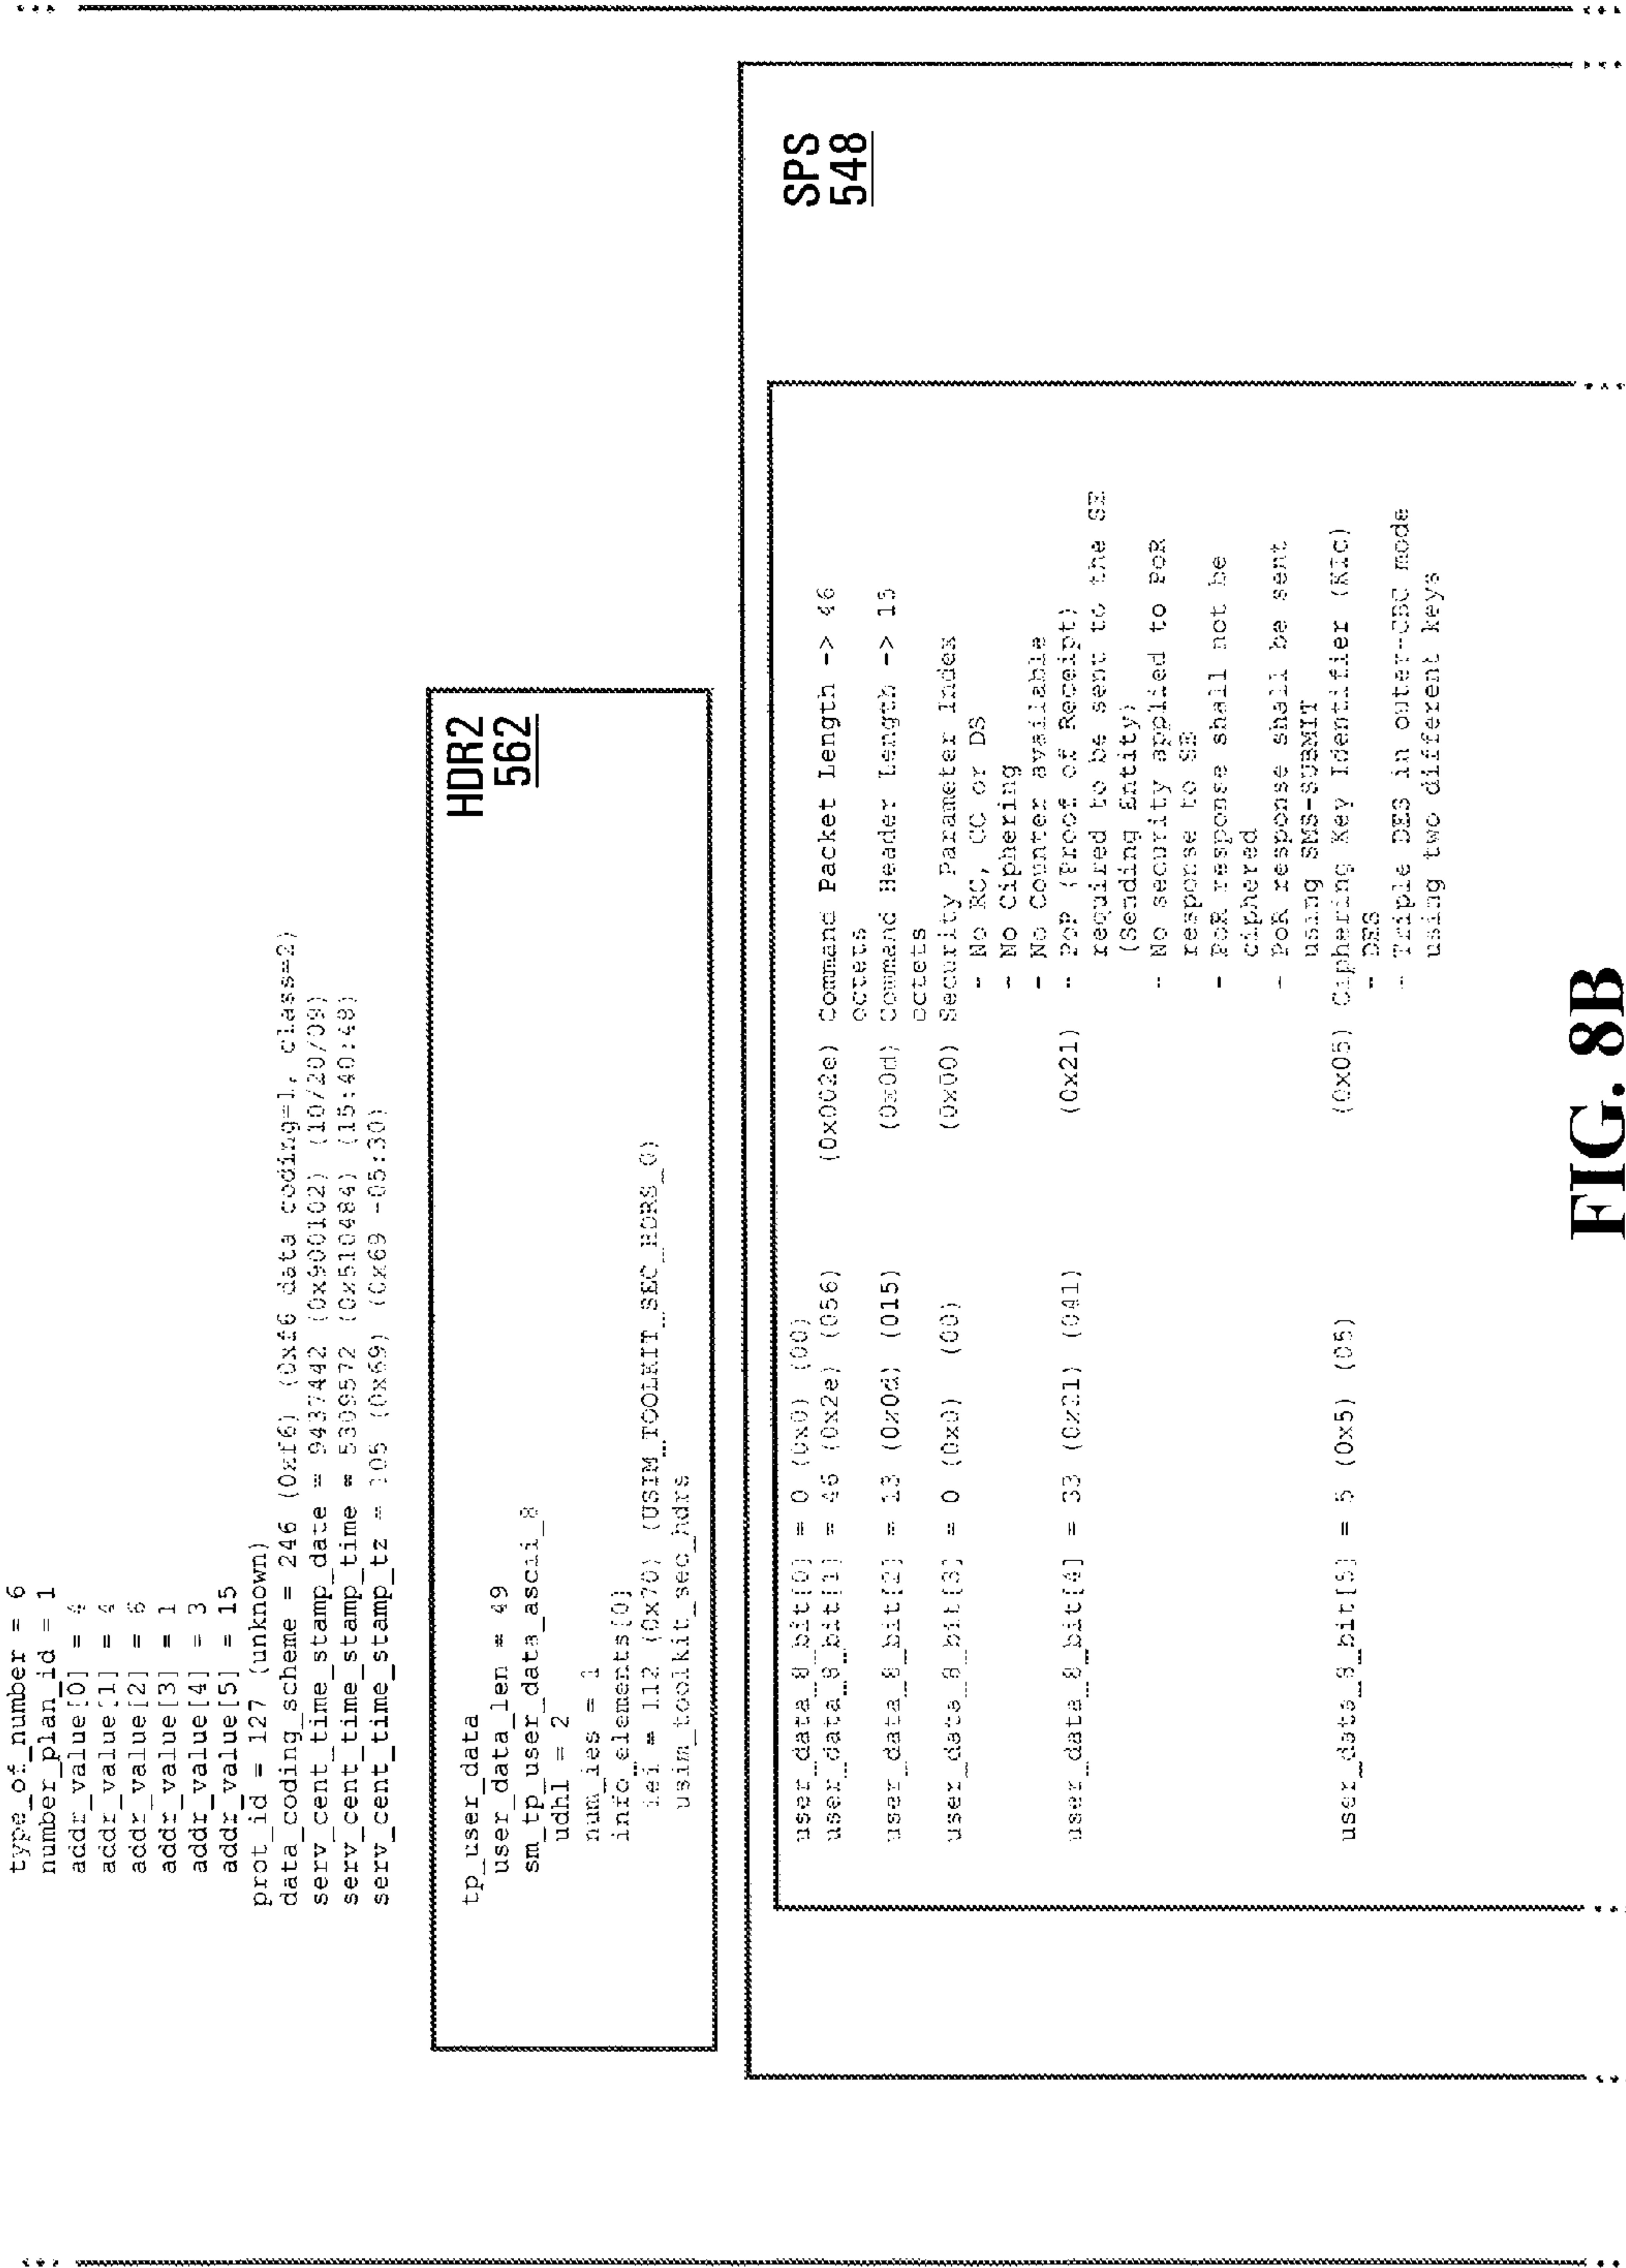 type_of_number = 6
number_plan_id = 1
addr_value[0] = 4
addr_value[1] = 4
addr_value[2] = 6
addr_value[3] = 1
addr_value[4] = 3
addr_value[5] = 15
prot_id = 127 (unknown)
data_coding_scheme = 246 (0xf6) (0xf6 data coding=1, class=2)
serv_cent_time_stamp_date = 9437442 (0x900102) (10/20/09)
serv_cent_time_stamp_time = 5309572 (0x510484) (15:40:48)
serv_cent_time_stamp_tz = 105 (0x69) (0x69 -05:30)
HDR2
562
tp_user_data
user_data_len = 49
sm_tp_user_data_ascii_8
udhl = 2
num_ies = 1
info_elements[0]
iei = 112 (0x70) (USIM_TOOLKIT_SEC_HDRS_0)
usim_toolkit_sec_hdrs
SPS
548
user_data_8_bit[0] = 0 (0x0) (00)
user_data_8_bit[1] = 46 (0x2e) (056) (0x002e) Command Packet Length -> 46
octets
user_data_8_bit[2] = 13 (0x0d) (015) (0x0d) Command Header Length -> 13
octets
user_data_8_bit[3] = 0 (0x0) (00) (0x00) Security Parameter Index
- No RC, CC or DS
- No Ciphering
- No Counter available
user_data_8_bit[4] = 33 (0x21) (041) (0x21) - PoP (Proof of Receipt)
required to be sent to the SE
(Sending Entity)
- No security applied to PoR
response to SE
- PoR response shall not be
ciphered
- PoR response shall be sent
using SMS-SUBMIT
user_data_8_bit[5] = 5 (0x5) (05) (0x05) Ciphering Key Identifier (KIc)
- DES
- Triple DES in outer-CBC mode
using two different keys
FIG. 8B